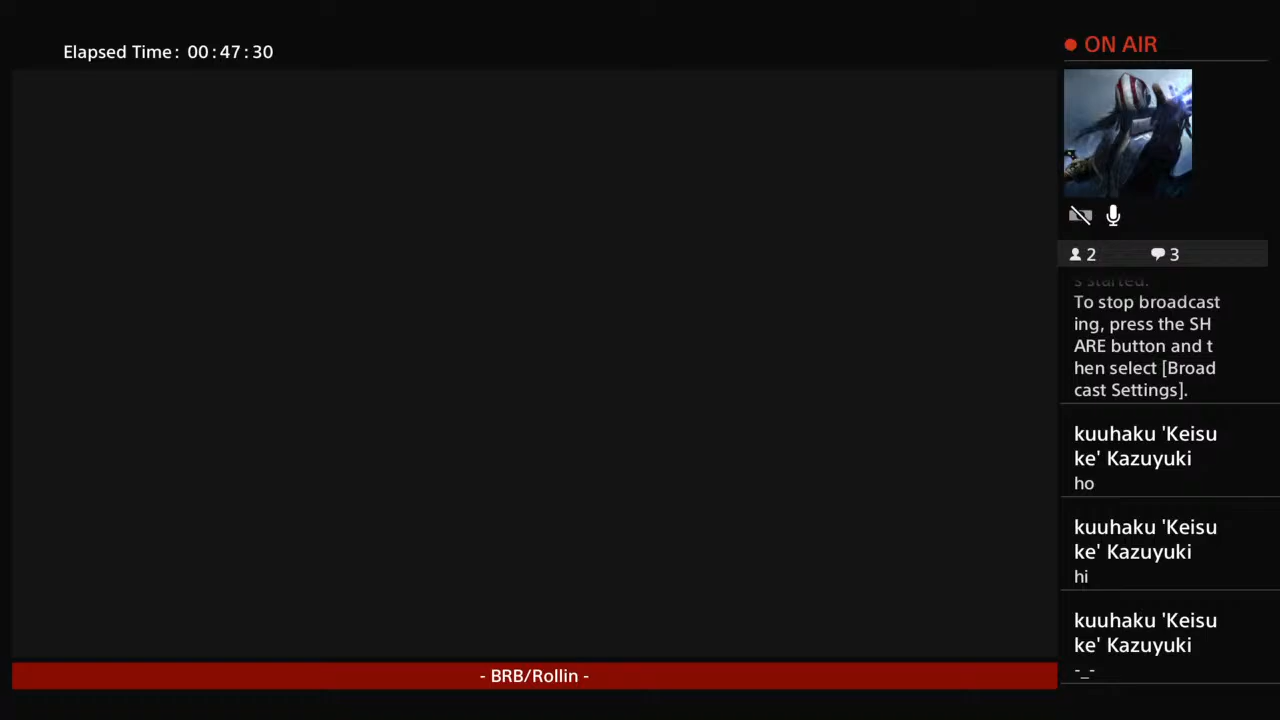 Elapsed Time: 00:47:30
ON AIR
2 3
s started.
To stop broadcast
ing, press the SH
ARE button and t
hen select [Broad
cast Settings].
kuuhaku 'Keisu
ke' Kazuyuki
ho
kuuhaku 'Keisu
ke' Kazuyuki
hi
kuuhaku 'Keisu
ke' Kazuyuki
-_-
- BRB/Rollin -